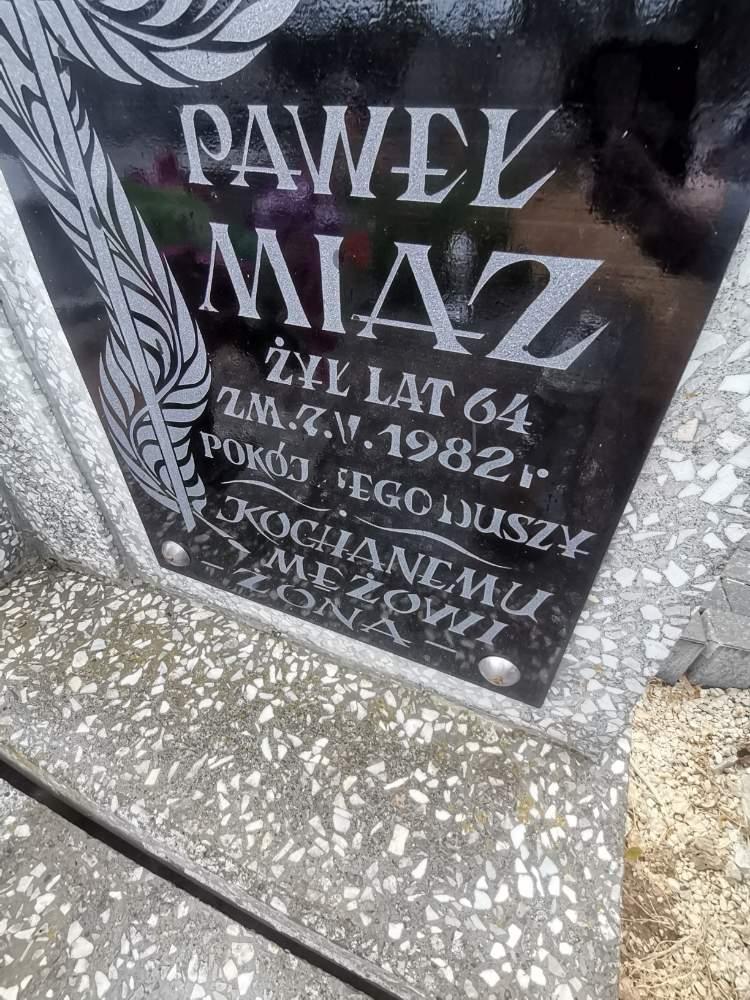 PAWEŁ
MIAZ
ŻYŁ LAT 64
ZM. 7.V. 1982 r
POKÓJ JEGO DUSZY
KOCHANEMU
MĘŻOWI
– ŻONA –